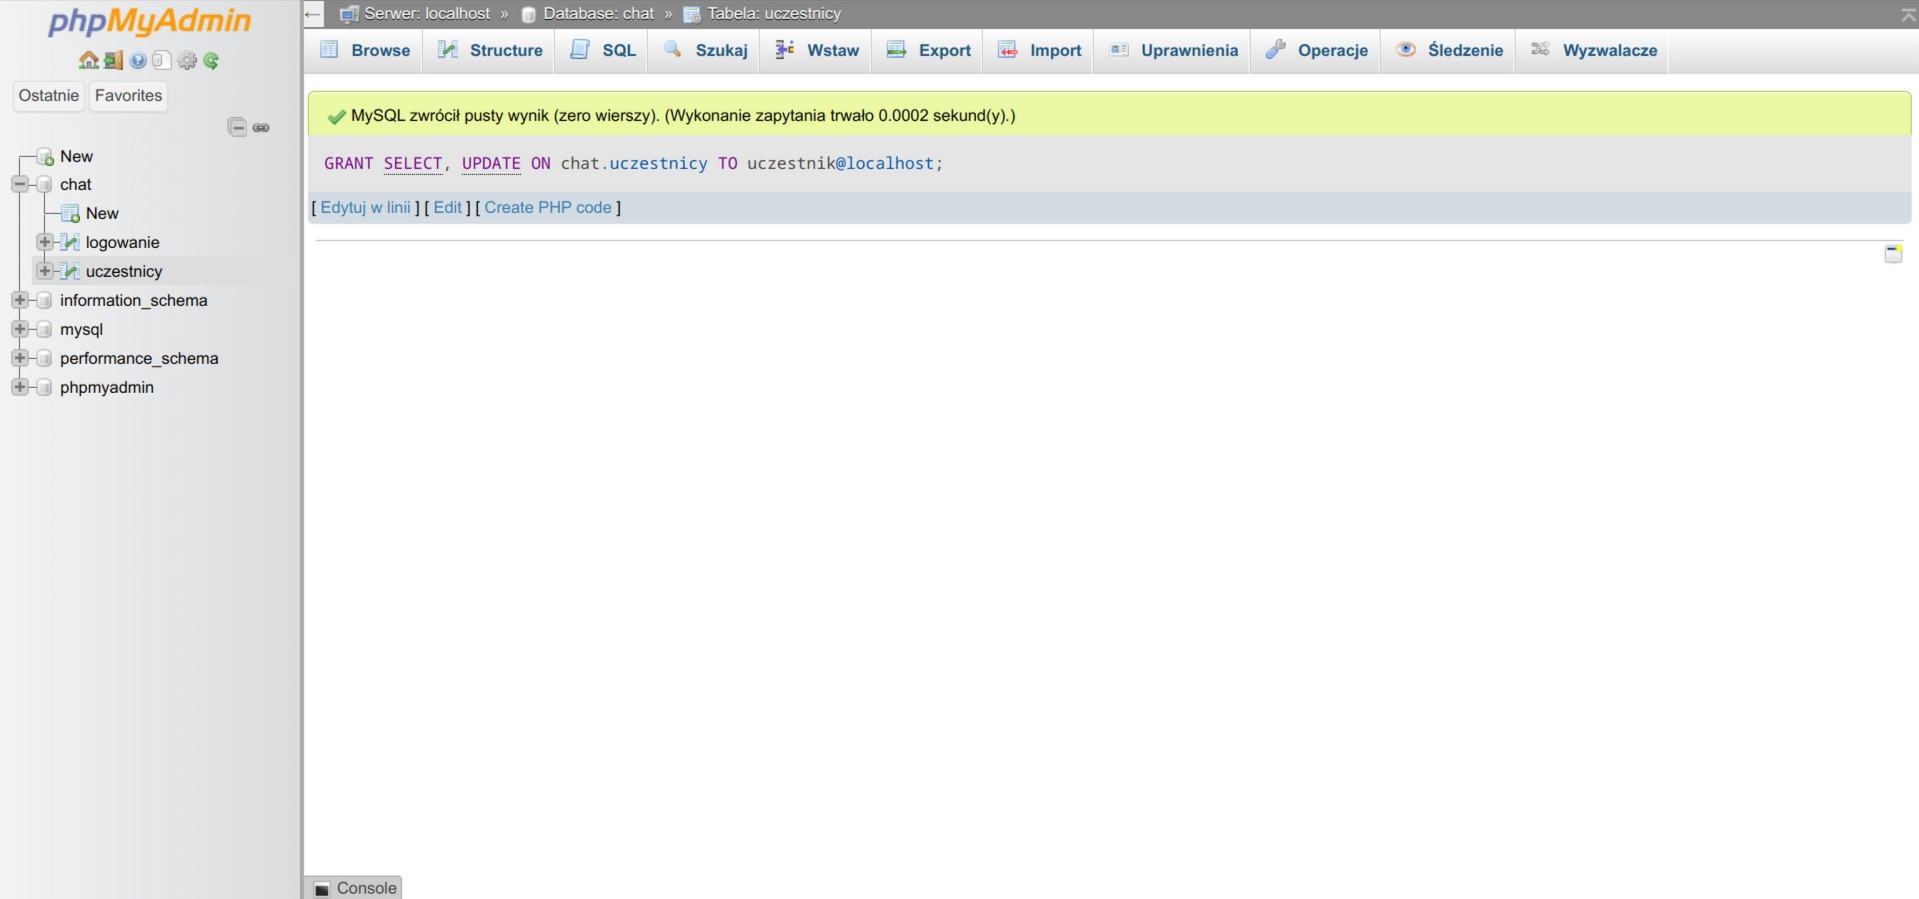 phpMyAdmin
Ostatnie Favorites
New
chat
New
logowanie
uczestnicy
information_schema
mysql
performance_schema
phpmyadmin
← Serwer: localhost » Database: chat » Tabela: uczestnicy
Browse Structure SQL Szukaj Wstaw Export Import Uprawnienia Operacje Śledzenie Wyzwalacze
MySQL zwrócił pusty wynik (zero wierszy). (Wykonanie zapytania trwało 0.0002 sekund(y).)
GRANT SELECT, UPDATE ON chat.uczestnicy TO uczestnik@localhost;
[ Edytuj w linii ] [ Edit ] [ Create PHP code ]
Console